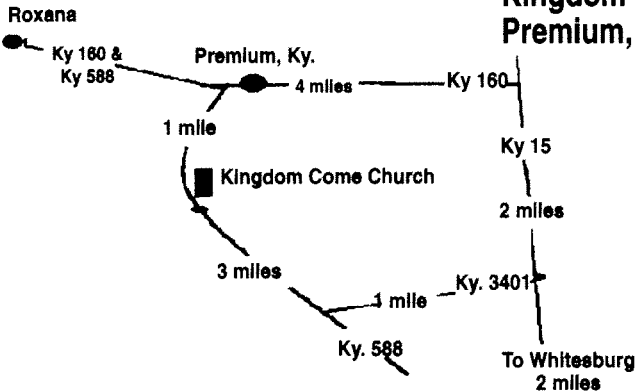 Roxana
Kingdom
Premium,
Ky 160 &
Ky 588
Premium, Ky.
4 miles
Ky 160
1 mile
Ky 15
Kingdom Come Church
2 miles
3 miles
Ky. 3401
1 mile
Ky. 588
To Whitesburg
2 miles